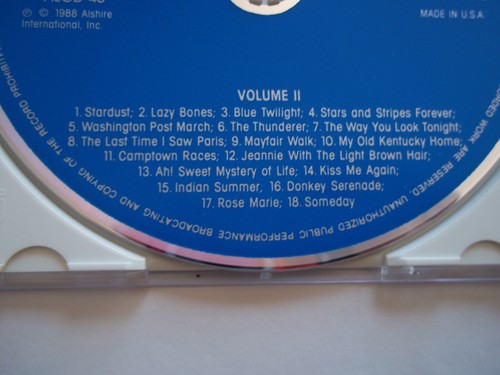 ℗ © 1988 Alshire
International, Inc.
MADE IN U.S.A.
VOLUME II
1. Stardust; 2. Lazy Bones; 3. Blue Twilight; 4. Stars and Stripes Forever;
5. Washington Post March; 6. The Thunderer; 7. The Way You Look Tonight;
8. The Last Time I Saw Paris; 9. Mayfair Walk; 10. My Old Kentucky Home;
11. Camptown Races; 12. Jeannie With The Light Brown Hair;
13. Ah! Sweet Mystery of Life; 14. Kiss Me Again;
15. Indian Summer, 16. Donkey Serenade;
17. Rose Marie; 18. Someday
WORK ARE RESERVED. UNAUTHORIZED PUBLIC PERFORMANCE BROADCASTING AND COPYING OF THE RECORD